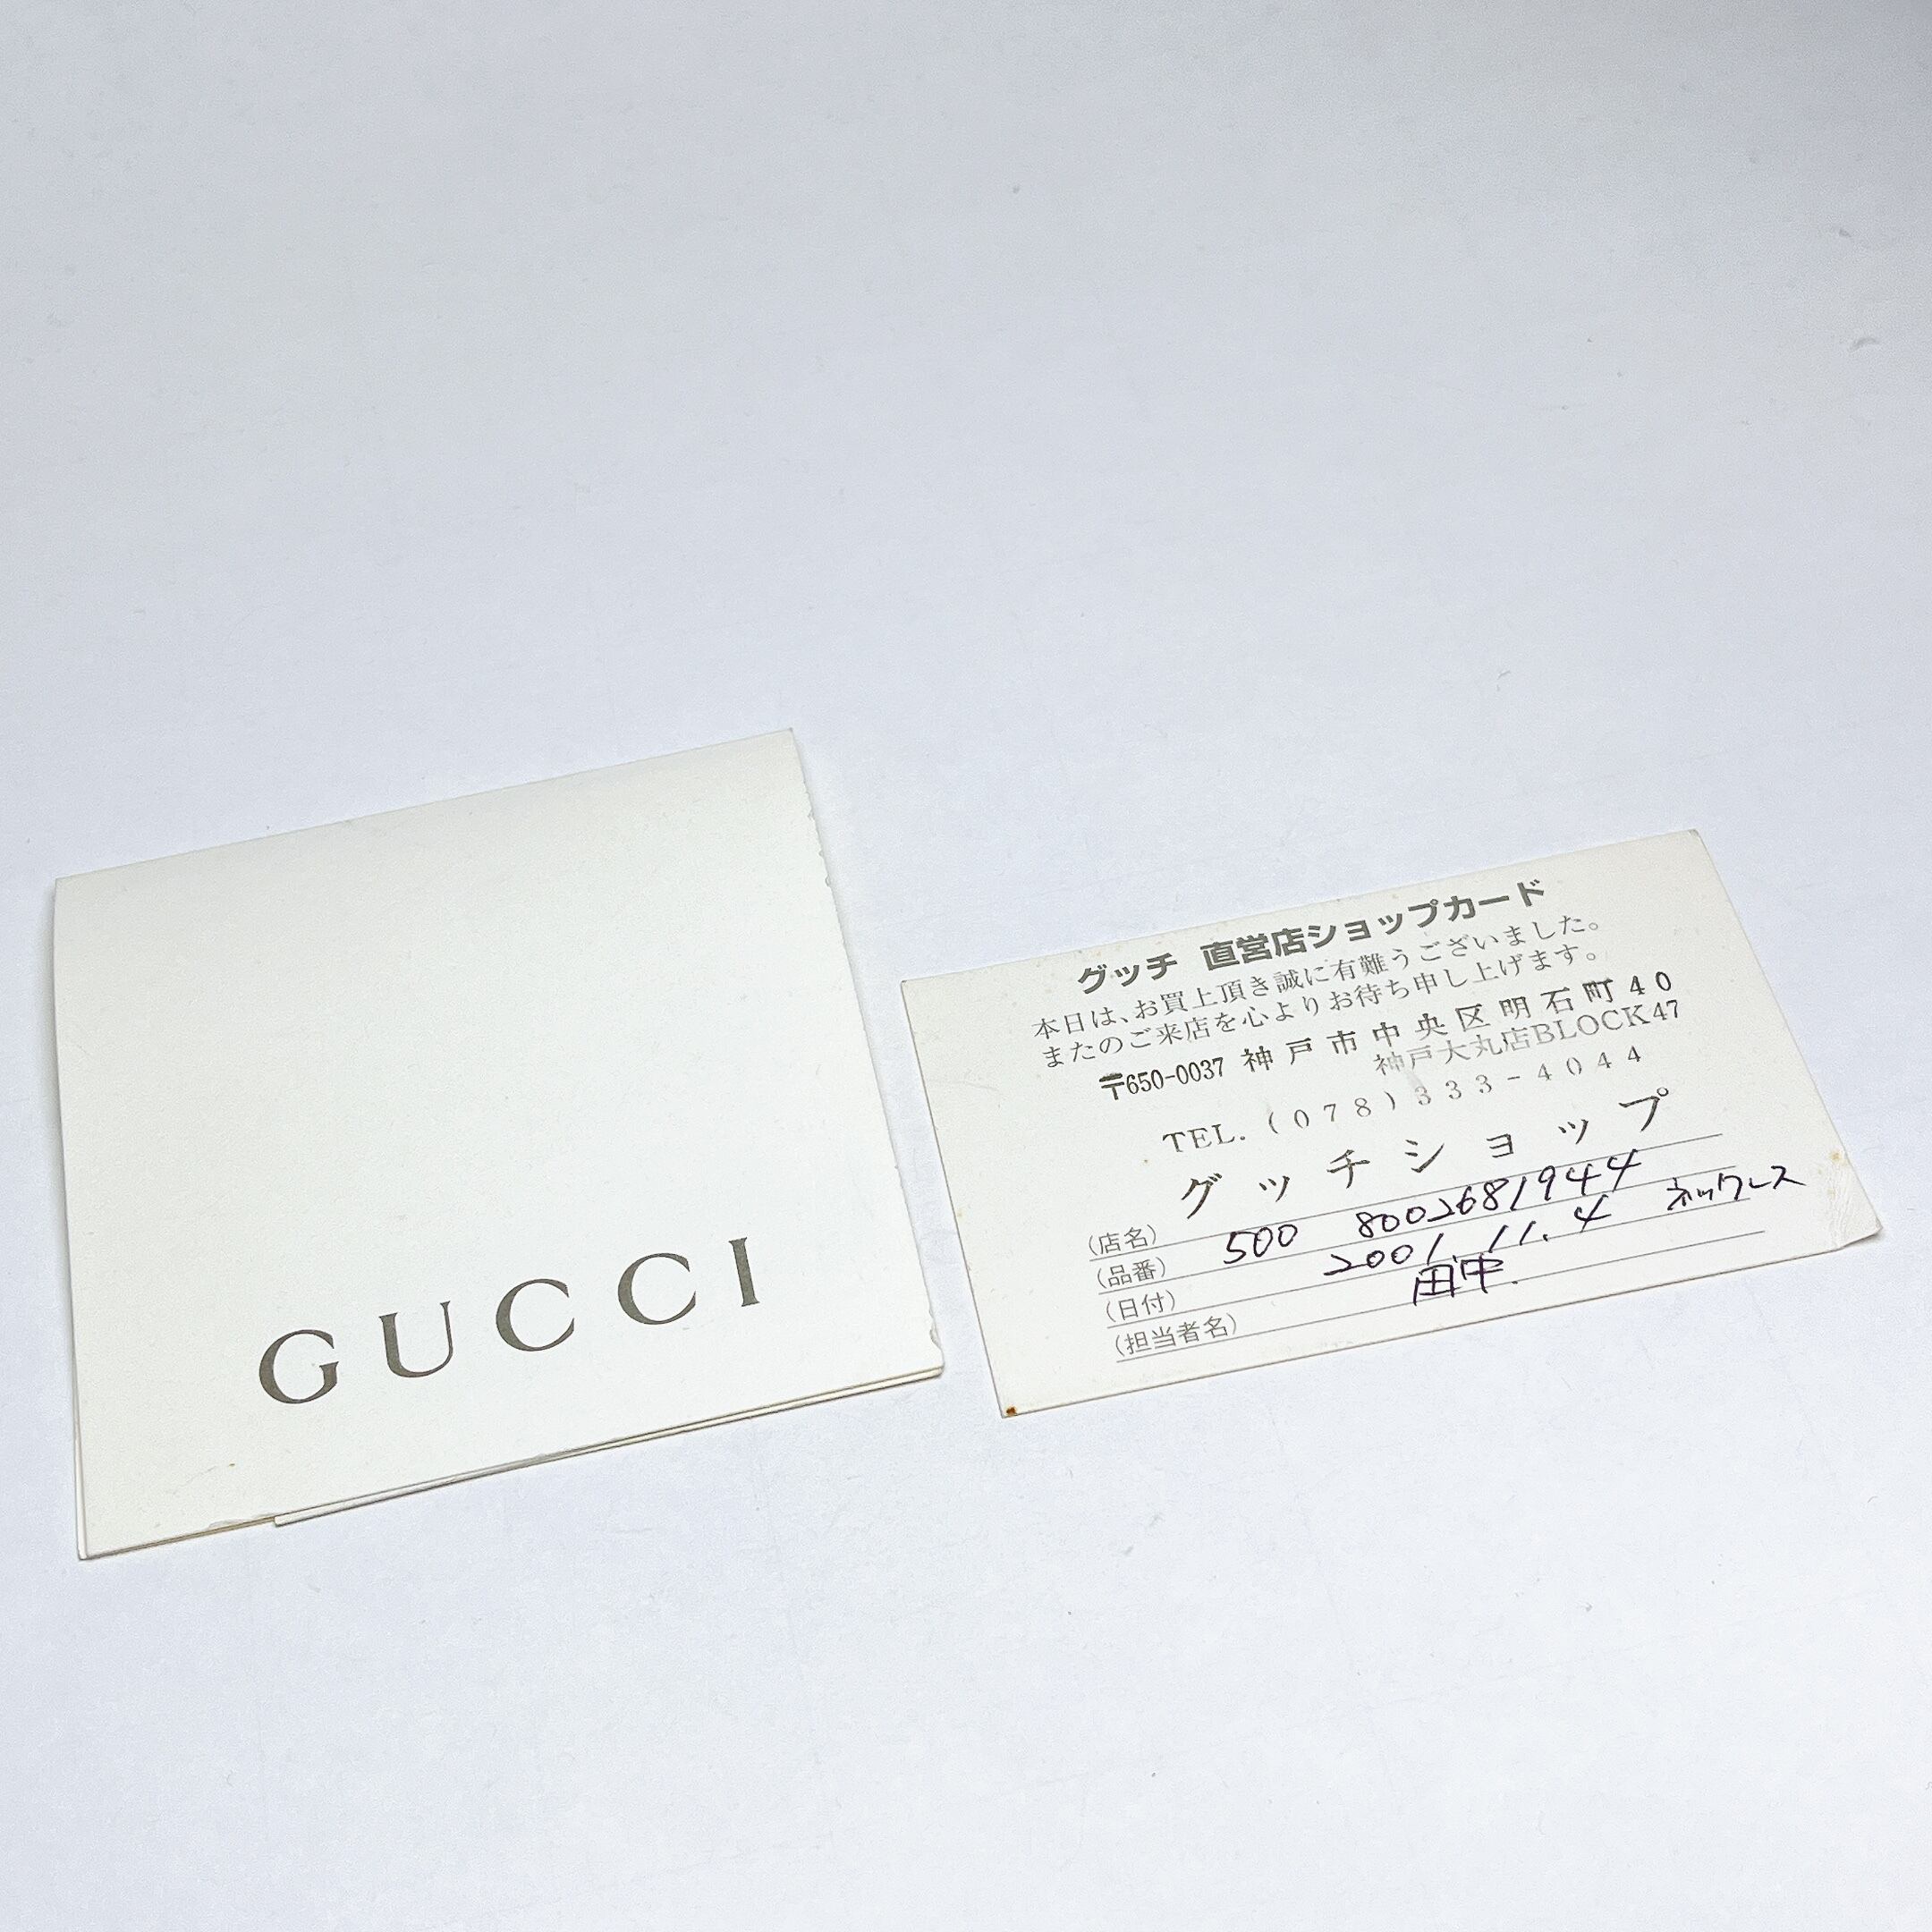 GUCCI
グッチ 直営店ショップカード
本日は、お買上頂き誠に有難うございました。
またのご来店を心よりお待ち申し上げます。
〒650-0037 神戸市中央区明石町40
神戸大丸店BLOCK47
TEL.(078)333-4044
グッチショップ
(店名)
(品番) 500 8002681944 ネックレス
(日付) 2001.11.4
(担当者名) 田中.